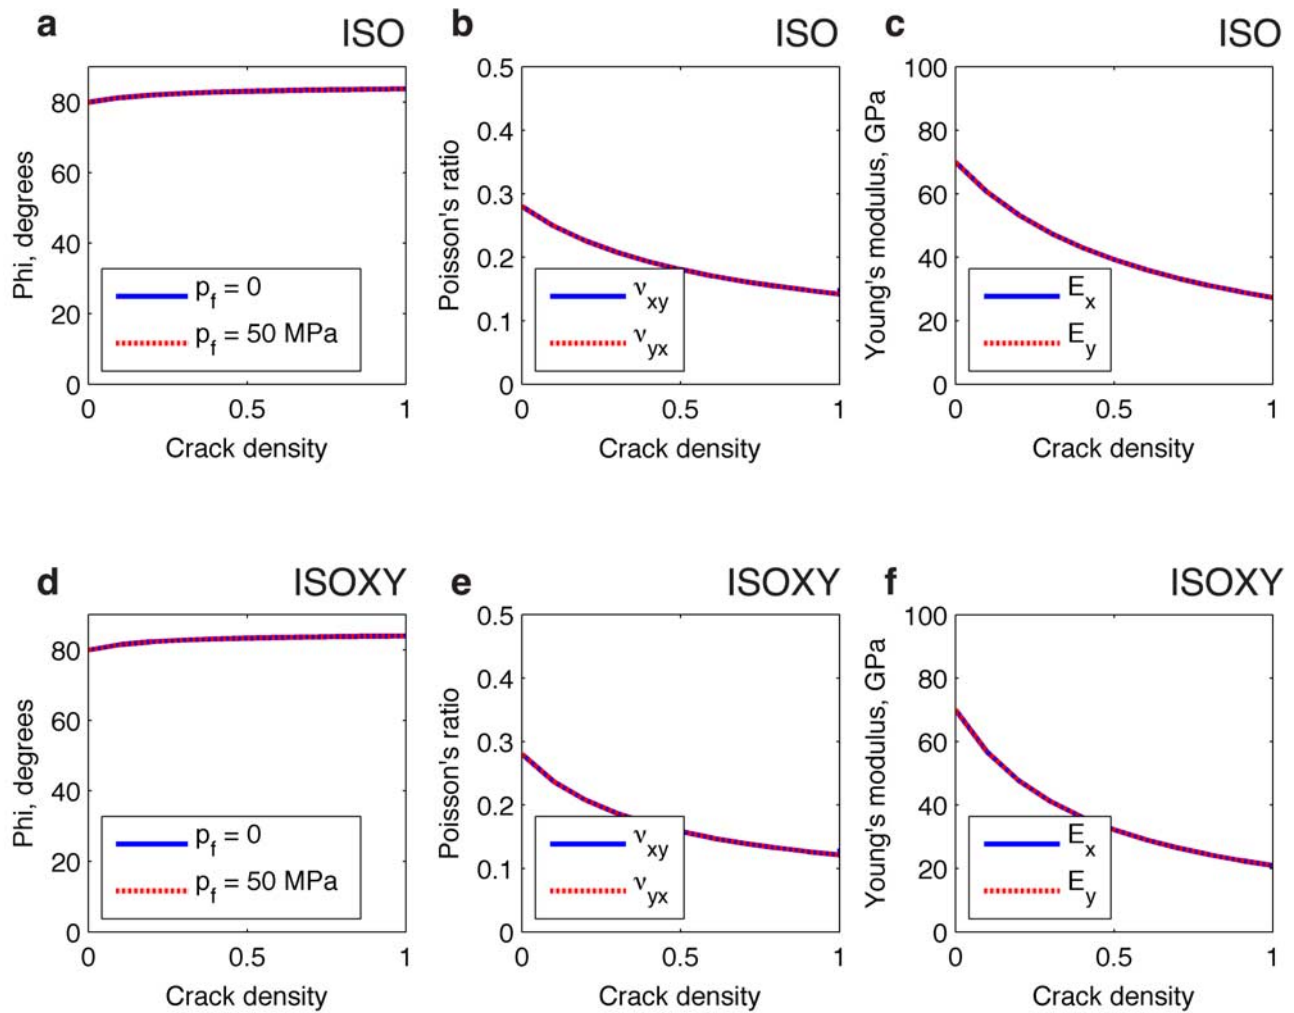 a
ISO
80
60
40
20
0
0
0.5
1
Phi, degrees
Crack density
p_f = 0
p_f = 50 MPa
b
ISO
0.5
0.4
0.3
0.2
0.1
0
0
0.5
1
Poisson's ratio
Crack density
ν_xy
ν_yx
c
ISO
100
80
60
40
20
0
0
0.5
1
Young's modulus, GPa
Crack density
E_x
E_y
d
ISOXY
80
60
40
20
0
0
0.5
1
Phi, degrees
Crack density
p_f = 0
p_f = 50 MPa
e
ISOXY
0.5
0.4
0.3
0.2
0.1
0
0
0.5
1
Poisson's ratio
Crack density
ν_xy
ν_yx
f
ISOXY
100
80
60
40
20
0
0
0.5
1
Young's modulus, GPa
Crack density
E_x
E_y